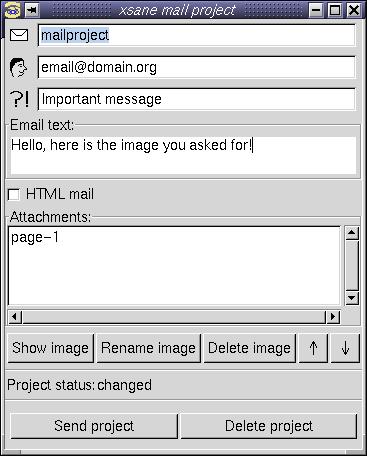 xsane mail project
mailproject
email@domain.org
?! Important message
Email text:
Hello, here is the image you asked for!
HTML mail
Attachments:
page-1
Show image Rename image Delete image ↑ ↓
Project status: changed
Send project Delete project